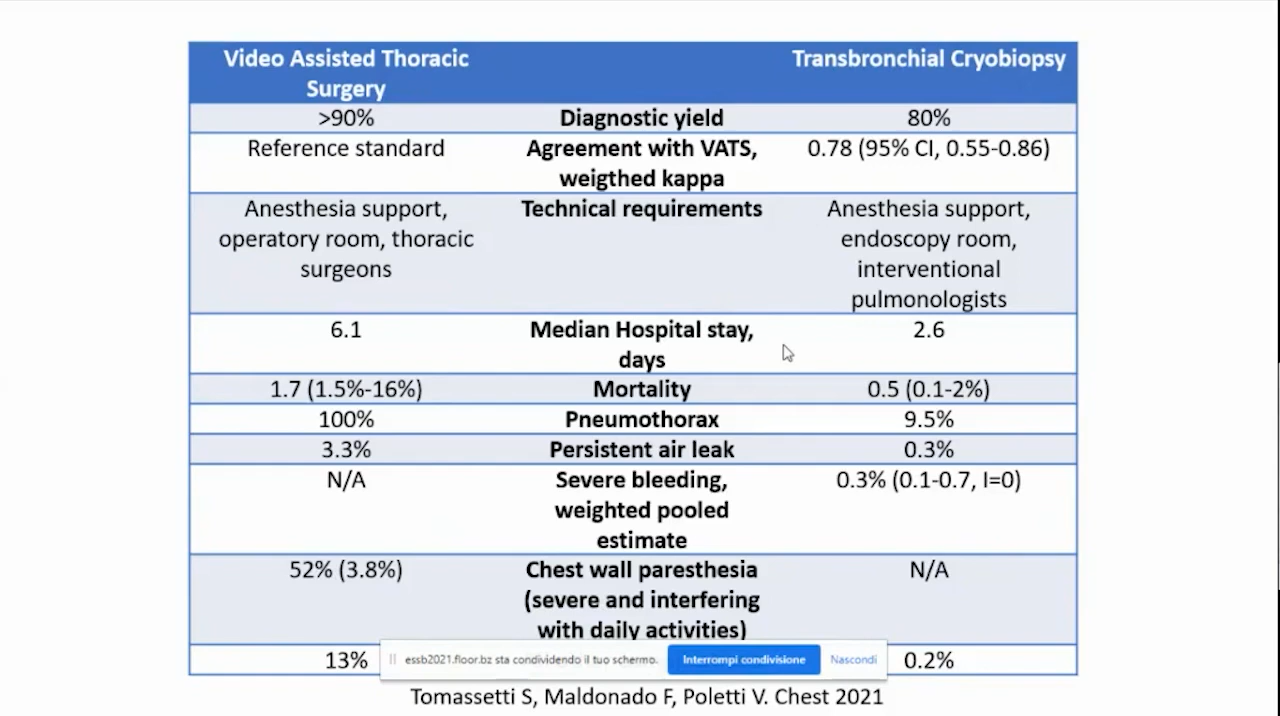 Video Assisted Thoracic Surgery Transbronchial Cryobiopsy
>90% Diagnostic yield 80%
Reference standard Agreement with VATS, weigthed kappa 0.78 (95% CI, 0.55-0.86)
Anesthesia support, operatory room, thoracic surgeons Technical requirements Anesthesia support, endoscopy room, interventional pulmonologists
6.1 Median Hospital stay, days 2.6
1.7 (1.5%-16%) Mortality 0.5 (0.1-2%)
100% Pneumothorax 9.5%
3.3% Persistent air leak 0.3%
N/A Severe bleeding, weighted pooled estimate 0.3% (0.1-0.7, I=0)
52% (3.8%) Chest wall paresthesia (severe and interfering with daily activities) N/A
13% 0.2%
essb2021.floor.bz sta condividendo il tuo schermo. Interrompi condivisione Nascondi
Tomassetti S, Maldonado F, Poletti V. Chest 2021